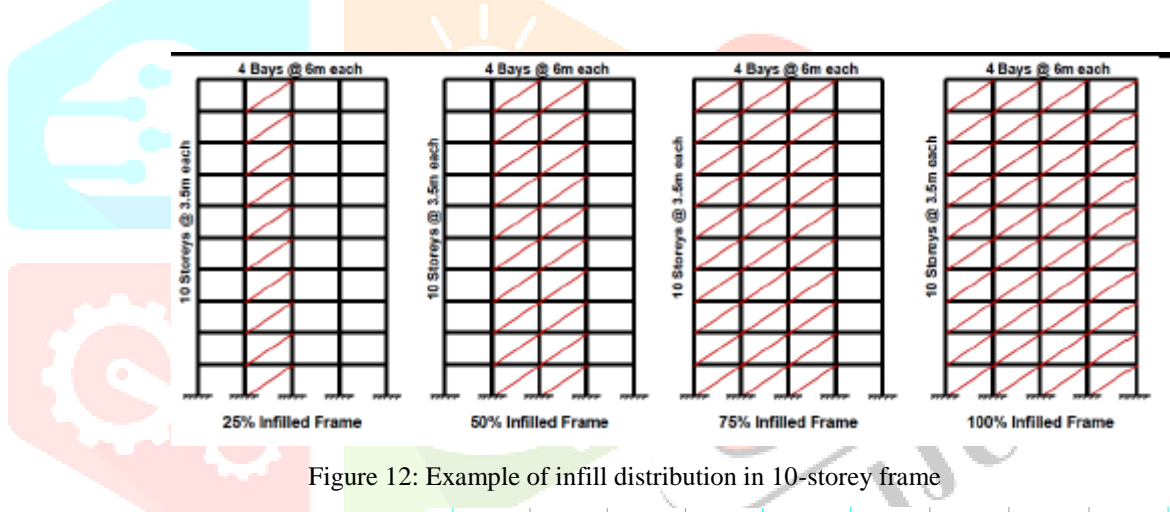 4 Bays @ 6m each
10 Storeys @ 3.5m each
25% Infilled Frame
4 Bays @ 6m each
10 Storeys @ 3.5m each
50% Infilled Frame
4 Bays @ 6m each
10 Storeys @ 3.5m each
75% Infilled Frame
4 Bays @ 6m each
10 Storeys @ 3.5m each
100% Infilled Frame
Figure 12: Example of infill distribution in 10-storey frame